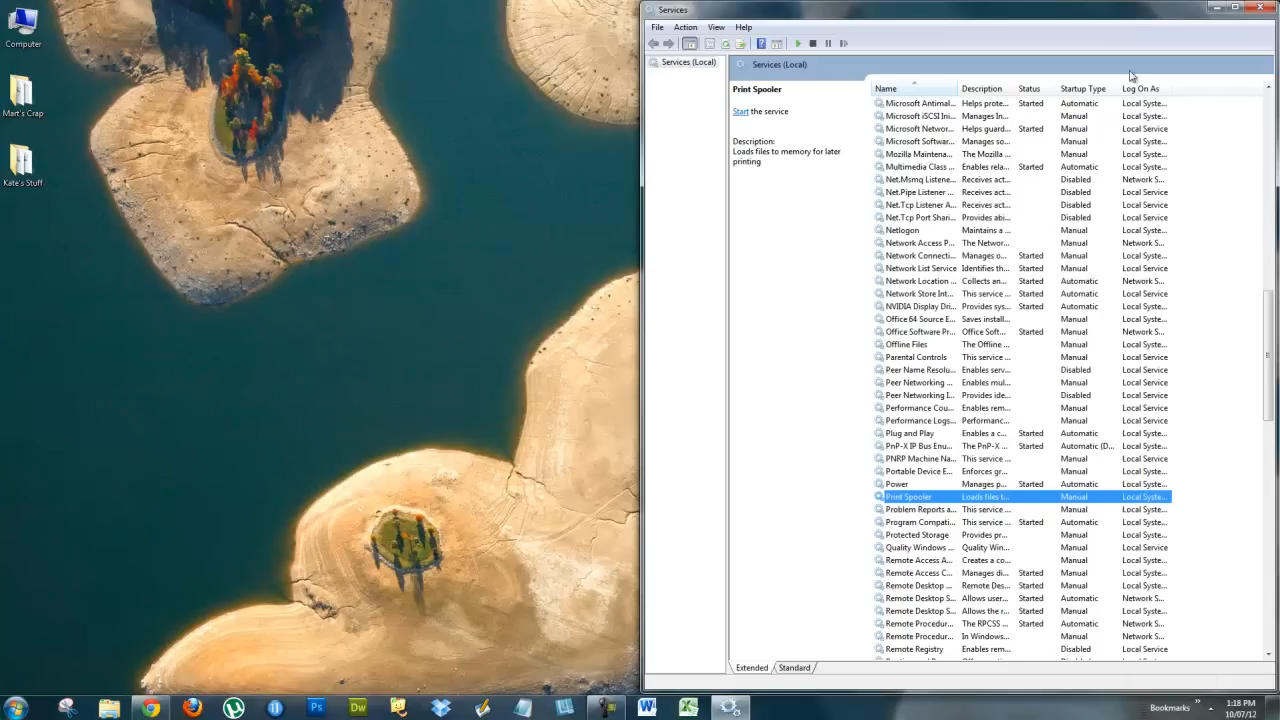 Computer
Mark's Crap
Kate's Stuff
Services
File Action View Help
Services (Local)
Services (Local)
Print Spooler
Start the service
Description:
Loads files to memory for later
printing
Name Description Status Startup Type Log On As
Microsoft Antimal... Helps prote... Started Automatic Local Syste...
Microsoft iSCSI Ini... Manages In... Manual Local Syste...
Microsoft Networ... Helps guard... Started Manual Local Service
Microsoft Softwar... Manages so... Manual Local Syste...
Mozilla Maintena... The Mozilla ... Manual Local Syste...
Multimedia Class ... Enables rela... Started Automatic Local Syste...
Net.Msmq Listene... Receives act... Disabled Network S...
Net.Pipe Listener ... Receives act... Disabled Local Service
Net.Tcp Listener A... Receives act... Disabled Local Service
Net.Tcp Port Shari... Provides abi... Disabled Local Service
Netlogon Maintains a ... Manual Local Syste...
Network Access P... The Networ... Manual Network S...
Network Connecti... Manages o... Started Manual Local Syste...
Network List Service Identifies th... Started Manual Local Service
Network Location ... Collects an... Started Automatic Network S...
Network Store Int... This service ... Started Automatic Local Service
NVIDIA Display Dri... Provides sys... Started Automatic Local Syste...
Office 64 Source E... Saves install... Manual Local Syste...
Office Software Pr... Office Soft... Started Manual Network S...
Offline Files The Offline ... Manual Local Syste...
Parental Controls This service ... Manual Local Service
Peer Name Resolu... Enables serv... Disabled Local Service
Peer Networking ... Enables mul... Manual Local Service
Peer Networking I... Provides ide... Disabled Local Service
Performance Cou... Enables rem... Manual Local Service
Performance Logs... Performanc... Manual Local Service
Plug and Play Enables a c... Started Automatic Local Syste...
PnP-X IP Bus Enu... The PnP-X ... Started Automatic (D... Local Syste...
PNRP Machine Na... This service ... Manual Local Service
Portable Device E... Enforces gr... Manual Local Syste...
Power Manages p... Started Automatic Local Syste...
Print Spooler Loads files t... Manual Local Syste...
Problem Reports a... This service ... Manual Local Syste...
Program Compati... This service ... Started Automatic Local Syste...
Protected Storage Provides pr... Manual Local Syste...
Quality Windows ... Quality Win... Manual Local Service
Remote Access A... Creates a co... Manual Local Syste...
Remote Access C... Manages di... Started Manual Local Syste...
Remote Desktop ... Remote Des... Started Manual Local Syste...
Remote Desktop S... Allows user... Started Automatic Network S...
Remote Desktop S... Allows the r... Started Manual Local Syste...
Remote Procedur... The RPCSS ... Started Automatic Network S...
Remote Procedur... In Windows... Manual Network S...
Remote Registry Enables rem... Disabled Local Service
Extended Standard
Bookmarks
1:18 PM
10/07/12